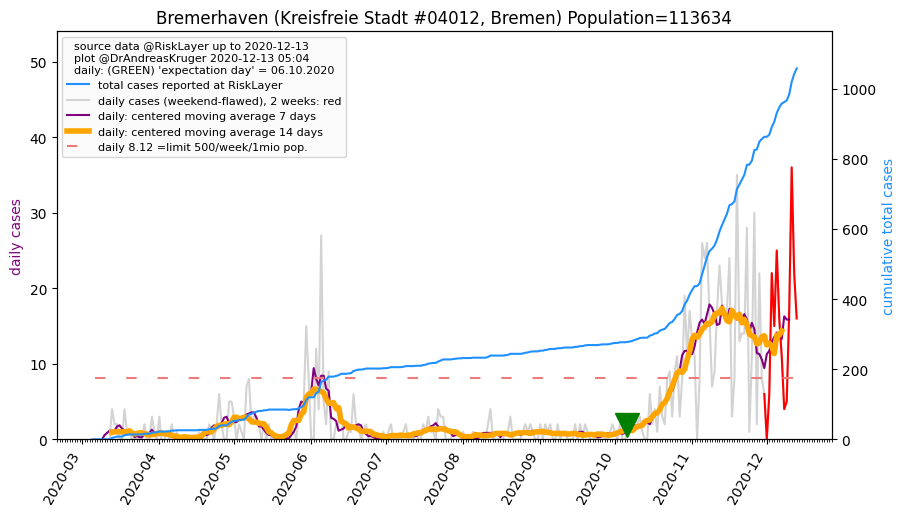 Bremerhaven (Kreisfreie Stadt #04012, Bremen) Population=113634
source data @RiskLayer up to 2020-12-13
plot @DrAndreasKruger 2020-12-13 05:04
daily: (GREEN) 'expectation day' = 06.10.2020
total cases reported at RiskLayer
daily cases (weekend-flawed), 2 weeks: red
daily: centered moving average 7 days
daily: centered moving average 14 days
daily 8.12 =limit 500/week/1mio pop.
daily cases
50
40
30
20
10
0
cumulative total cases
1000
800
600
400
200
0
2020-03
2020-04
2020-05
2020-06
2020-07
2020-08
2020-09
2020-10
2020-11
2020-12